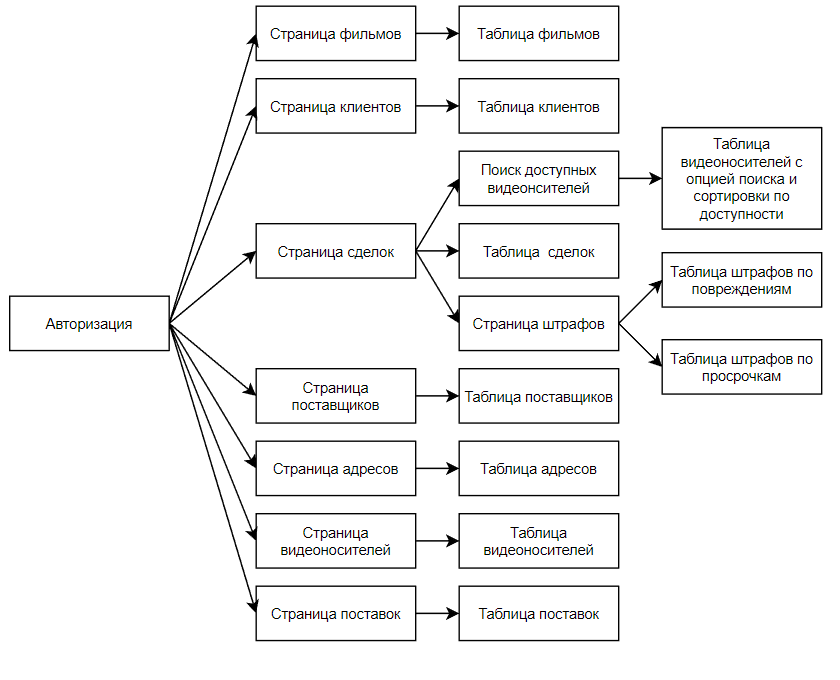 Страница фильмов
Таблица фильмов
Страница клиентов
Таблица клиентов
Поиск доступных
видеонсителей
Таблица
видеоносителей с
опцией поиска и
сортировки по
доступности
Страница сделок
Таблица сделок
Таблица штрафов по
повреждениям
Авторизация
Страница штрафов
Таблица штрафов по
просрочкам
Страница
поставщиков
Таблица поставщиков
Страница адресов
Таблица адресов
Страница
видеоносителей
Таблица
видеоносителей
Страница поставок
Таблица поставок